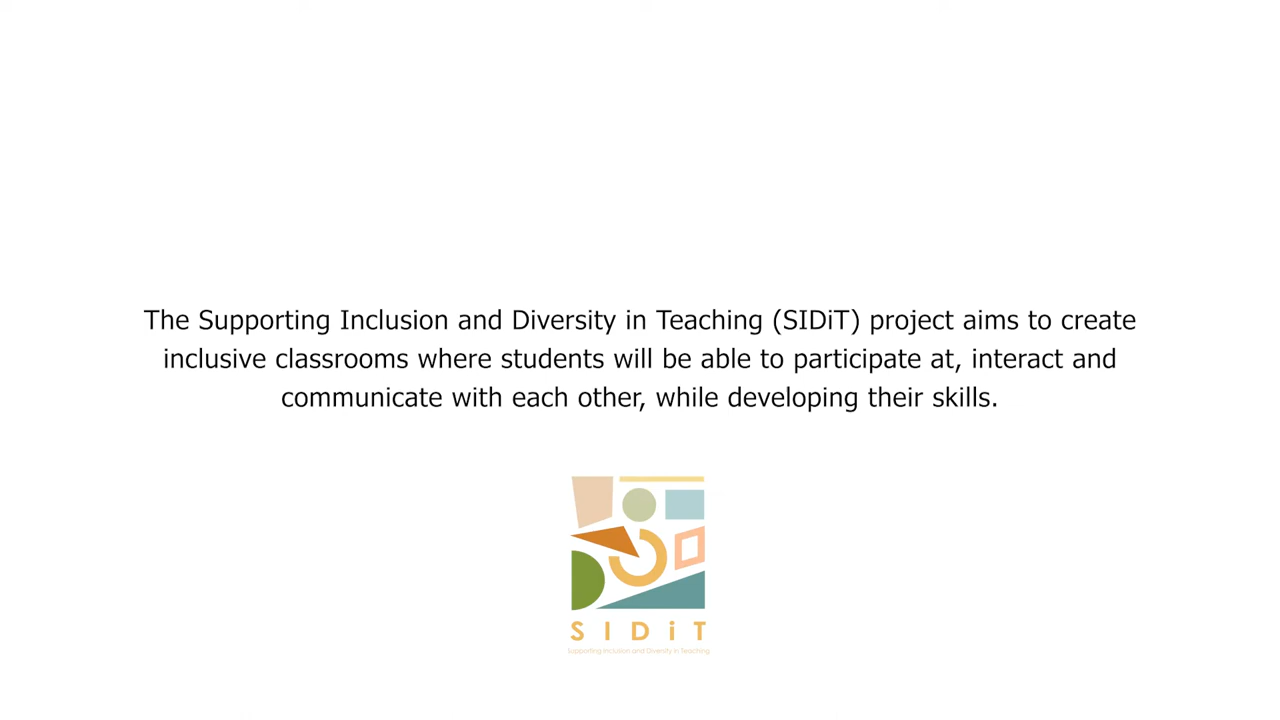 The Supporting Inclusion and Diversity in Teaching (SIDiT) project aims to create
inclusive classrooms where students will be able to participate at, interact and
communicate with each other, while developing their skills.
SIDiT
Supporting Inclusion and Diversity in Teaching